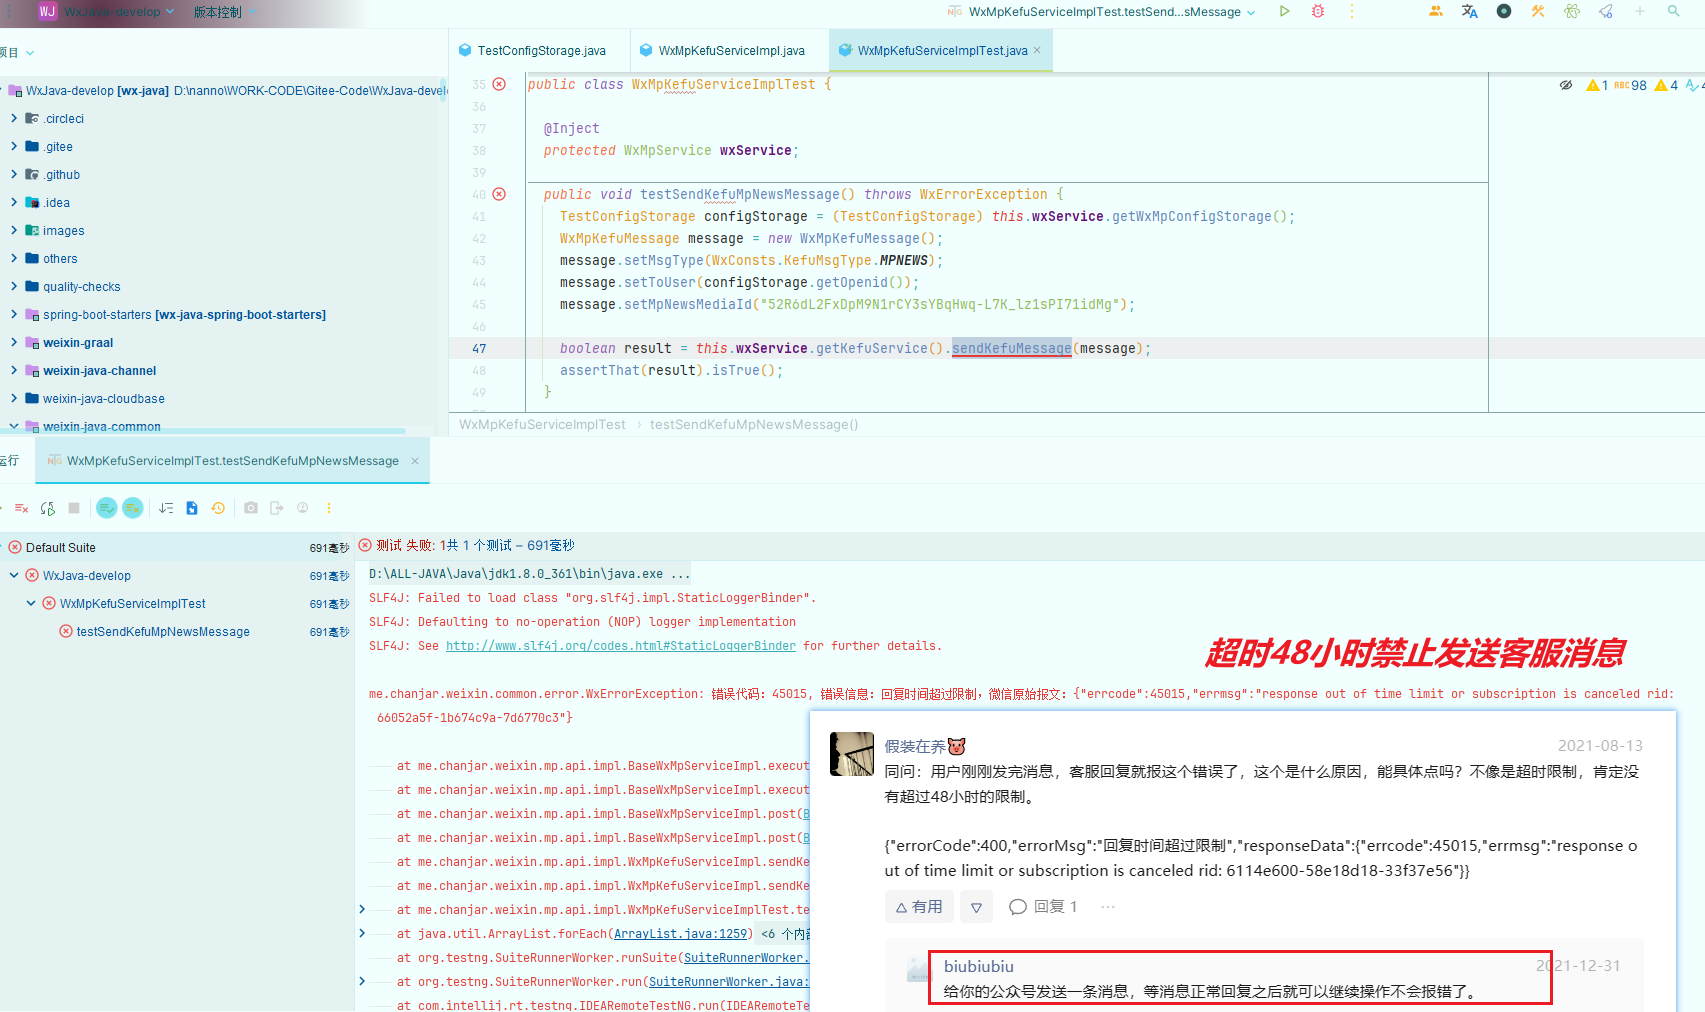 WJ WxJava-develop 版本控制 WxMpKefuServiceImplTest.testSend...sMessage
项目
TestConfigStorage.java WxMpKefuServiceImpl.java WxMpKefuServiceImplTest.java
WxJava-develop [wx-java] D:\nanno\WORK-CODE\Gitee-Code\WxJava-devel
.circleci
.gitee
.github
.idea
images
others
quality-checks
spring-boot-starters [wx-java-spring-boot-starters]
weixin-graal
weixin-java-channel
weixin-java-cloudbase
weixin-java-common
1 ABC 98 4
35 public class WxMpKefuServiceImplTest {
36
37 @Inject
38 protected WxMpService wxService;
39
40 public void testSendKefuMpNewsMessage() throws WxErrorException {
41 TestConfigStorage configStorage = (TestConfigStorage) this.wxService.getWxMpConfigStorage();
42 WxMpKefuMessage message = new WxMpKefuMessage();
43 message.setMsgType(WxConsts.KefuMsgType.MPNEWS);
44 message.setToUser(configStorage.getOpenid());
45 message.setMpNewsMediaId("52R6dL2FxDpM9N1rCY3sYBqHwq-L7K_lz1sPI71idMg");
46
47 boolean result = this.wxService.getKefuService().sendKefuMessage(message);
48 assertThat(result).isTrue();
49 }
WxMpKefuServiceImplTest › testSendKefuMpNewsMessage()
运行 WxMpKefuServiceImplTest.testSendKefuMpNewsMessage
Default Suite 691毫秒
WxJava-develop 691毫秒
WxMpKefuServiceImplTest 691毫秒
testSendKefuMpNewsMessage 691毫秒
测试 失败: 1共 1 个测试 – 691毫秒
D:\ALL-JAVA\Java\jdk1.8.0_361\bin\java.exe ...
SLF4J: Failed to load class "org.slf4j.impl.StaticLoggerBinder".
SLF4J: Defaulting to no-operation (NOP) logger implementation
SLF4J: See http://www.slf4j.org/codes.html#StaticLoggerBinder for further details.
超时48小时禁止发送客服消息
me.chanjar.weixin.common.error.WxErrorException: 错误代码: 45015, 错误信息: 回复时间超过限制, 微信原始报文: {"errcode":45015,"errmsg":"response out of time limit or subscription is canceled rid:
66052a5f-1b674c9a-7d6770c3"}
at me.chanjar.weixin.mp.api.impl.BaseWxMpServiceImpl.execut
at me.chanjar.weixin.mp.api.impl.BaseWxMpServiceImpl.execut
at me.chanjar.weixin.mp.api.impl.BaseWxMpServiceImpl.post(B
at me.chanjar.weixin.mp.api.impl.BaseWxMpServiceImpl.post(B
at me.chanjar.weixin.mp.api.impl.WxMpKefuServiceImpl.sendKe
at me.chanjar.weixin.mp.api.impl.WxMpKefuServiceImpl.sendKe
at me.chanjar.weixin.mp.api.impl.WxMpKefuServiceImplTest.te
at java.util.ArrayList.forEach(ArrayList.java:1259) <6 个内部
at org.testng.SuiteRunnerWorker.runSuite(SuiteRunnerWorker.
at org.testng.SuiteRunnerWorker.run(SuiteRunnerWorker.java:
at com.intellij.rt.testng.IDEARemoteTestNG.run(IDEARemoteTe
假装在养🐷 2021-08-13
同问：用户刚刚发完消息，客服回复就报这个错误了，这个是什么原因，能具体点吗？不像是超时限制，肯定没
有超过48小时的限制。
{"errorCode":400,"errorMsg":"回复时间超过限制","responseData":{"errcode":45015,"errmsg":"response o
ut of time limit or subscription is canceled rid: 6114e600-58e18d18-33f37e56"}}
有用 回复 1 ···
biubiubiu 2021-12-31
给你的公众号发送一条消息，等消息正常回复之后就可以继续操作不会报错了。